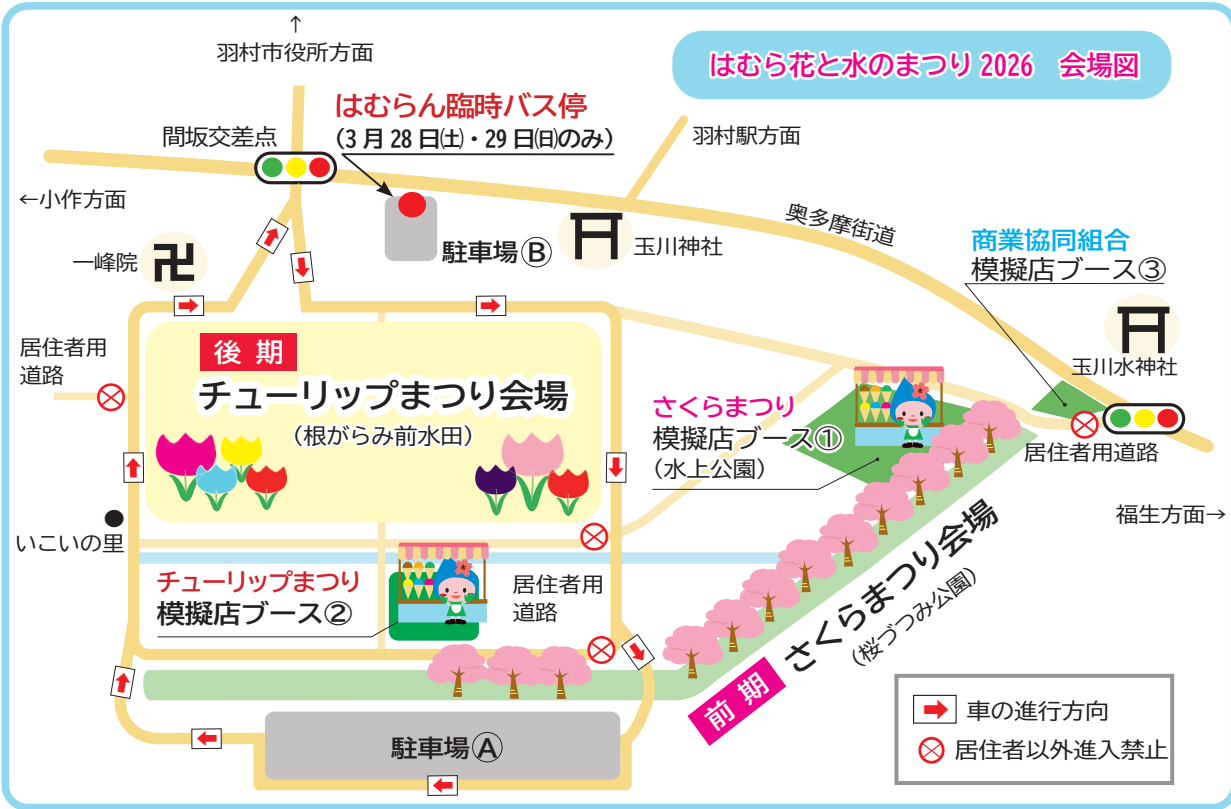 ↑
羽村市役所方面
はむら花と水のまつり 2026　会場図
はむらん臨時バス停
(3月28日㈯・29日㈰のみ)
間坂交差点
羽村駅方面
←小作方面
奥多摩街道
商業協同組合
模擬店ブース③
一峰院
卍
駐車場Ⓑ
玉川神社
居住者用
道路
後期
チューリップまつり会場
(根がらみ前水田)
玉川水神社
さくらまつり
模擬店ブース①
(水上公園)
居住者用道路
福生方面→
いこいの里
チューリップまつり
模擬店ブース②
居住者用
道路
前期
さくらまつり会場
(桜づつみ公園)
駐車場Ⓐ
車の進行方向
居住者以外進入禁止